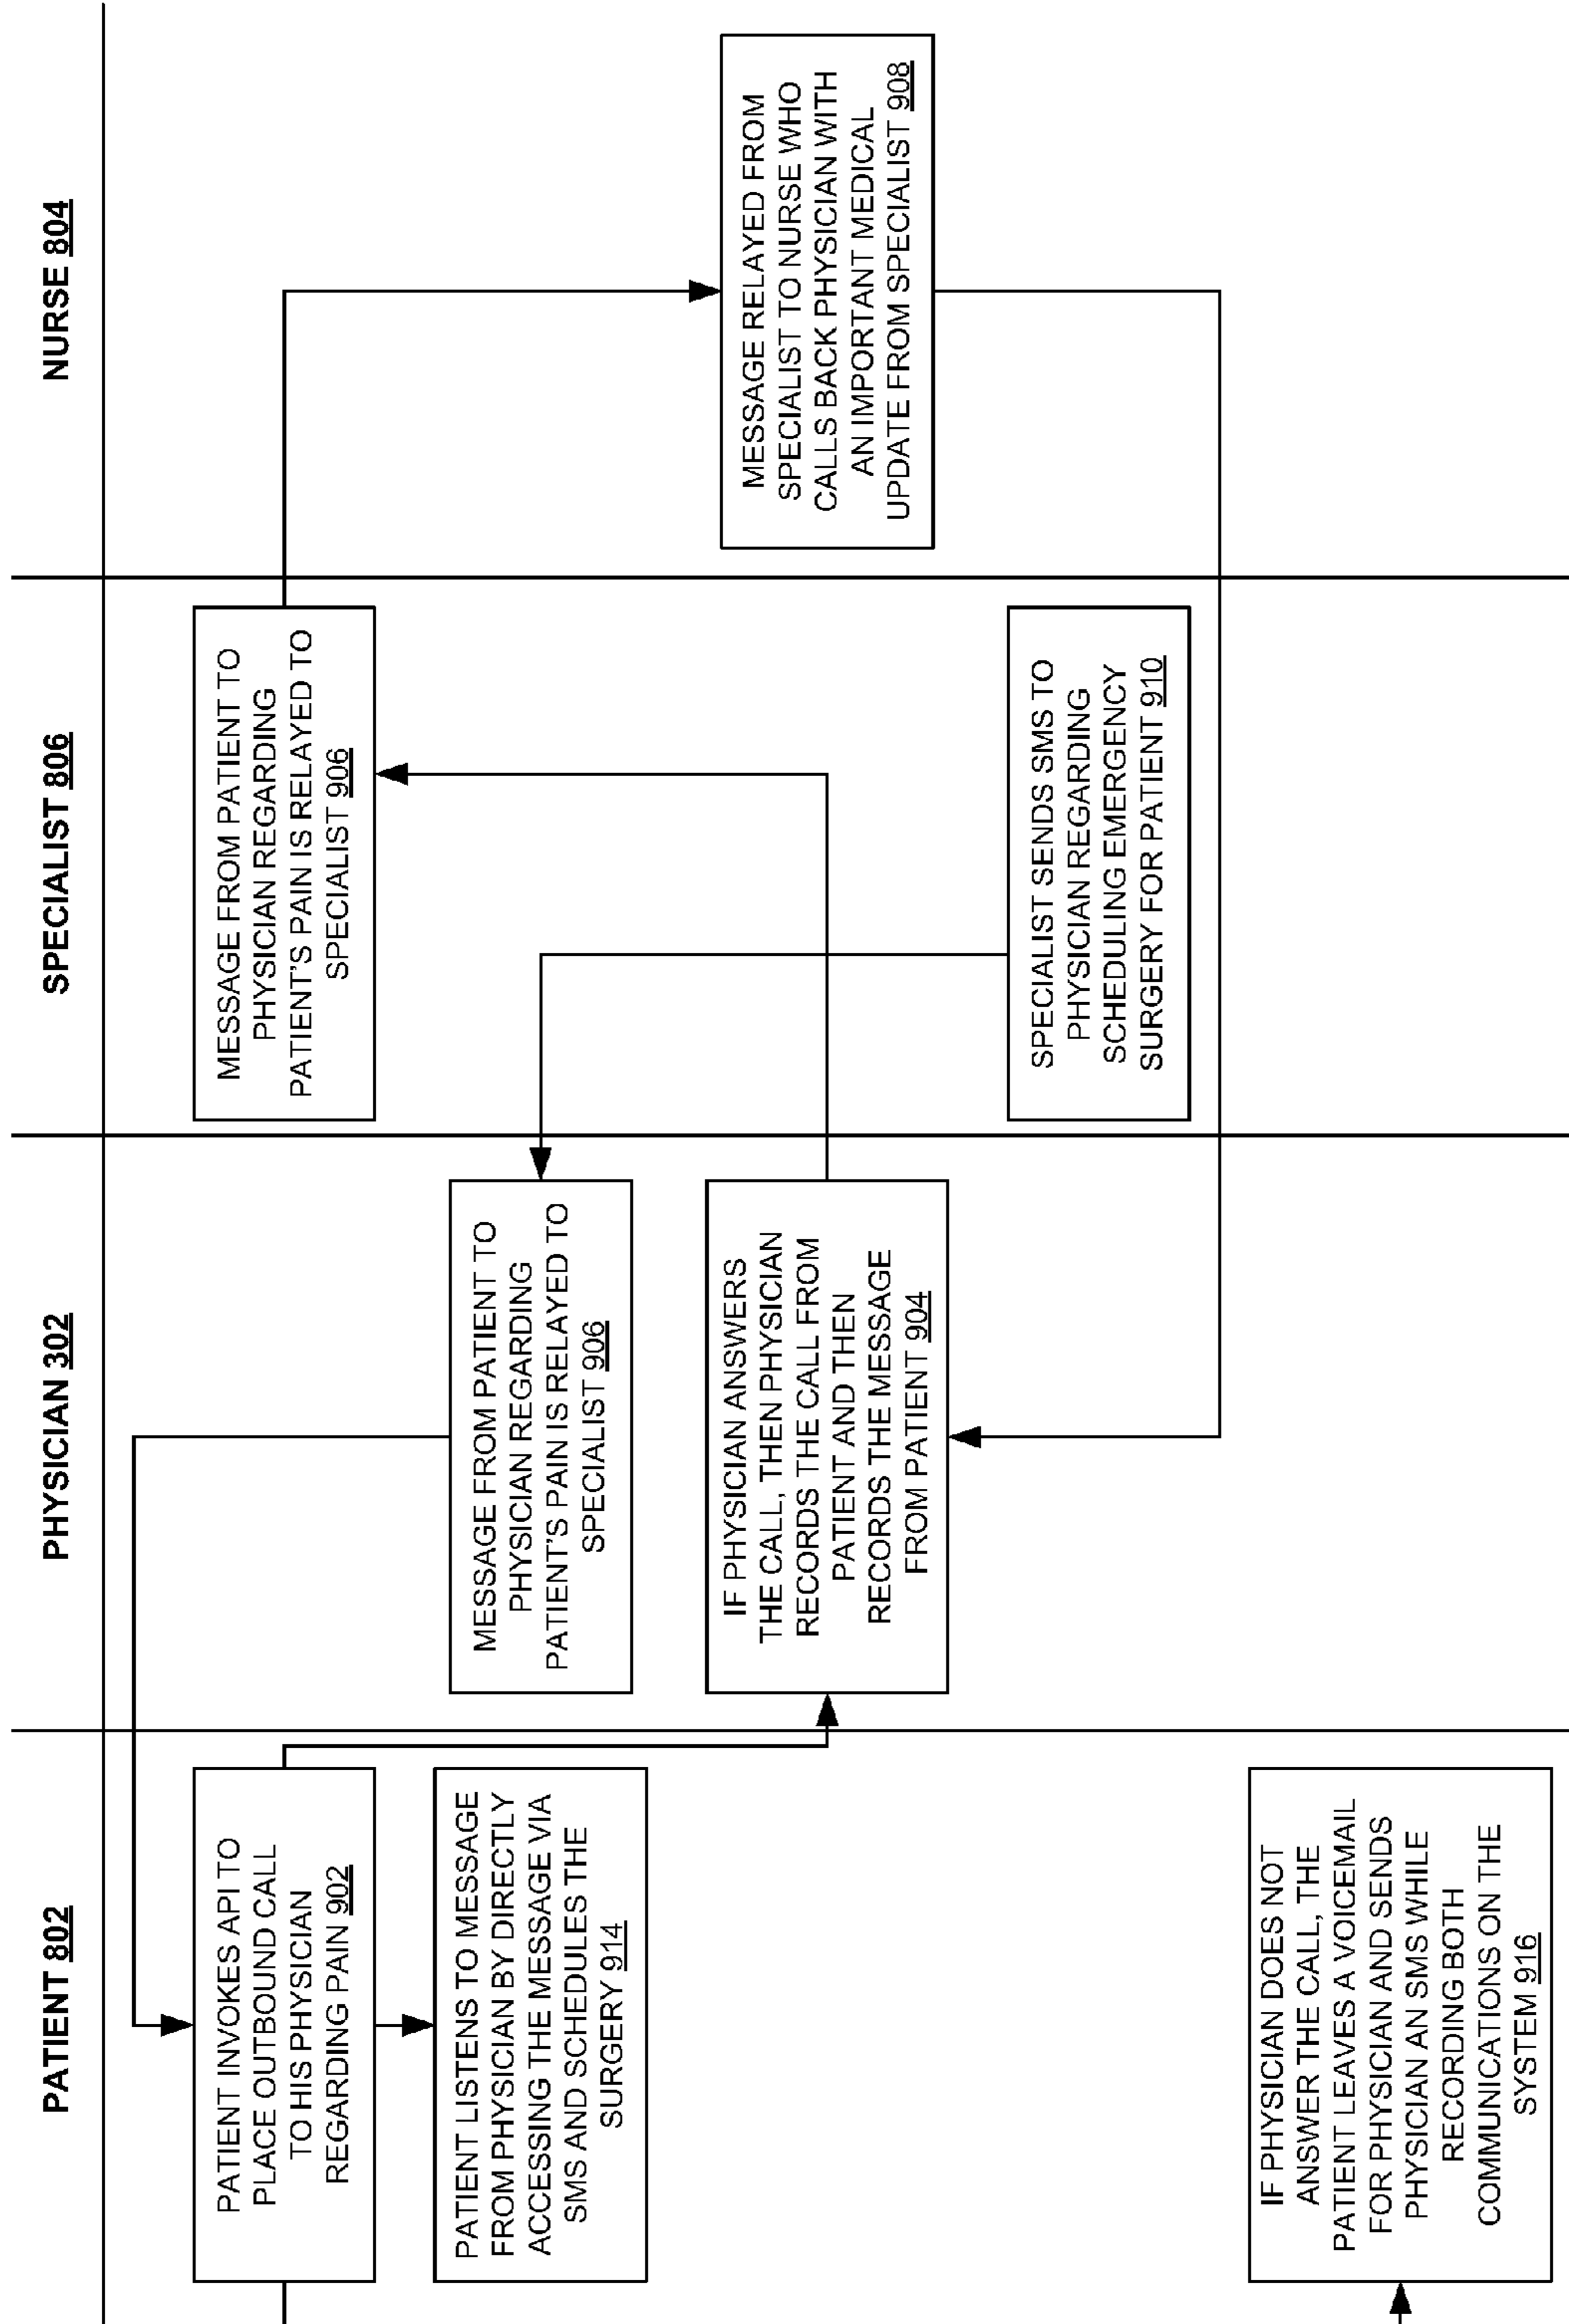 PATIENT 802
PHYSICIAN 302
SPECIALIST 806
NURSE 804
PATIENT INVOKES API TO
PLACE OUTBOUND CALL
TO HIS PHYSICIAN
REGARDING PAIN 902
PATIENT LISTENS TO MESSAGE
FROM PHYSICIAN BY DIRECTLY
ACCESSING THE MESSAGE VIA
SMS AND SCHEDULES THE
SURGERY 914
IF PHYSICIAN DOES NOT
ANSWER THE CALL, THE
PATIENT LEAVES A VOICEMAIL
FOR PHYSICIAN AND SENDS
PHYSICIAN AN SMS WHILE
RECORDING BOTH
COMMUNICATIONS ON THE
SYSTEM 916
MESSAGE FROM PATIENT TO
PHYSICIAN REGARDING
PATIENT'S PAIN IS RELAYED TO
SPECIALIST 906
IF PHYSICIAN ANSWERS
THE CALL, THEN PHYSICIAN
RECORDS THE CALL FROM
PATIENT AND THEN
RECORDS THE MESSAGE
FROM PATIENT 904
MESSAGE FROM PATIENT TO
PHYSICIAN REGARDING
PATIENT'S PAIN IS RELAYED TO
SPECIALIST 906
SPECIALIST SENDS SMS TO
PHYSICIAN REGARDING
SCHEDULING EMERGENCY
SURGERY FOR PATIENT 910
MESSAGE RELAYED FROM
SPECIALIST TO NURSE WHO
CALLS BACK PHYSICIAN WITH
AN IMPORTANT MEDICAL
UPDATE FROM SPECIALIST 908